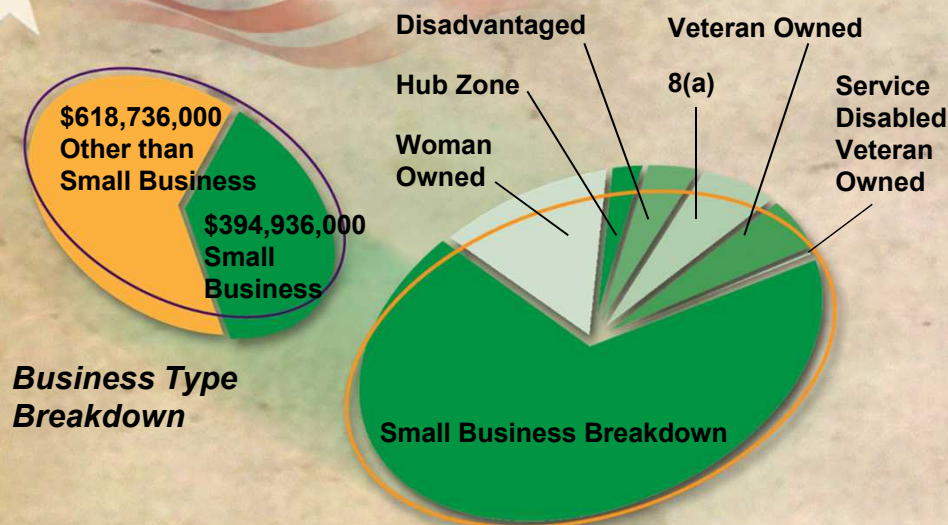 $618,736,000
Other than
Small Business
$394,936,000
Small
Business
Business Type
Breakdown
Disadvantaged
Hub Zone
Woman
Owned
Veteran Owned
8(a)
Service
Disabled
Veteran
Owned
Small Business Breakdown